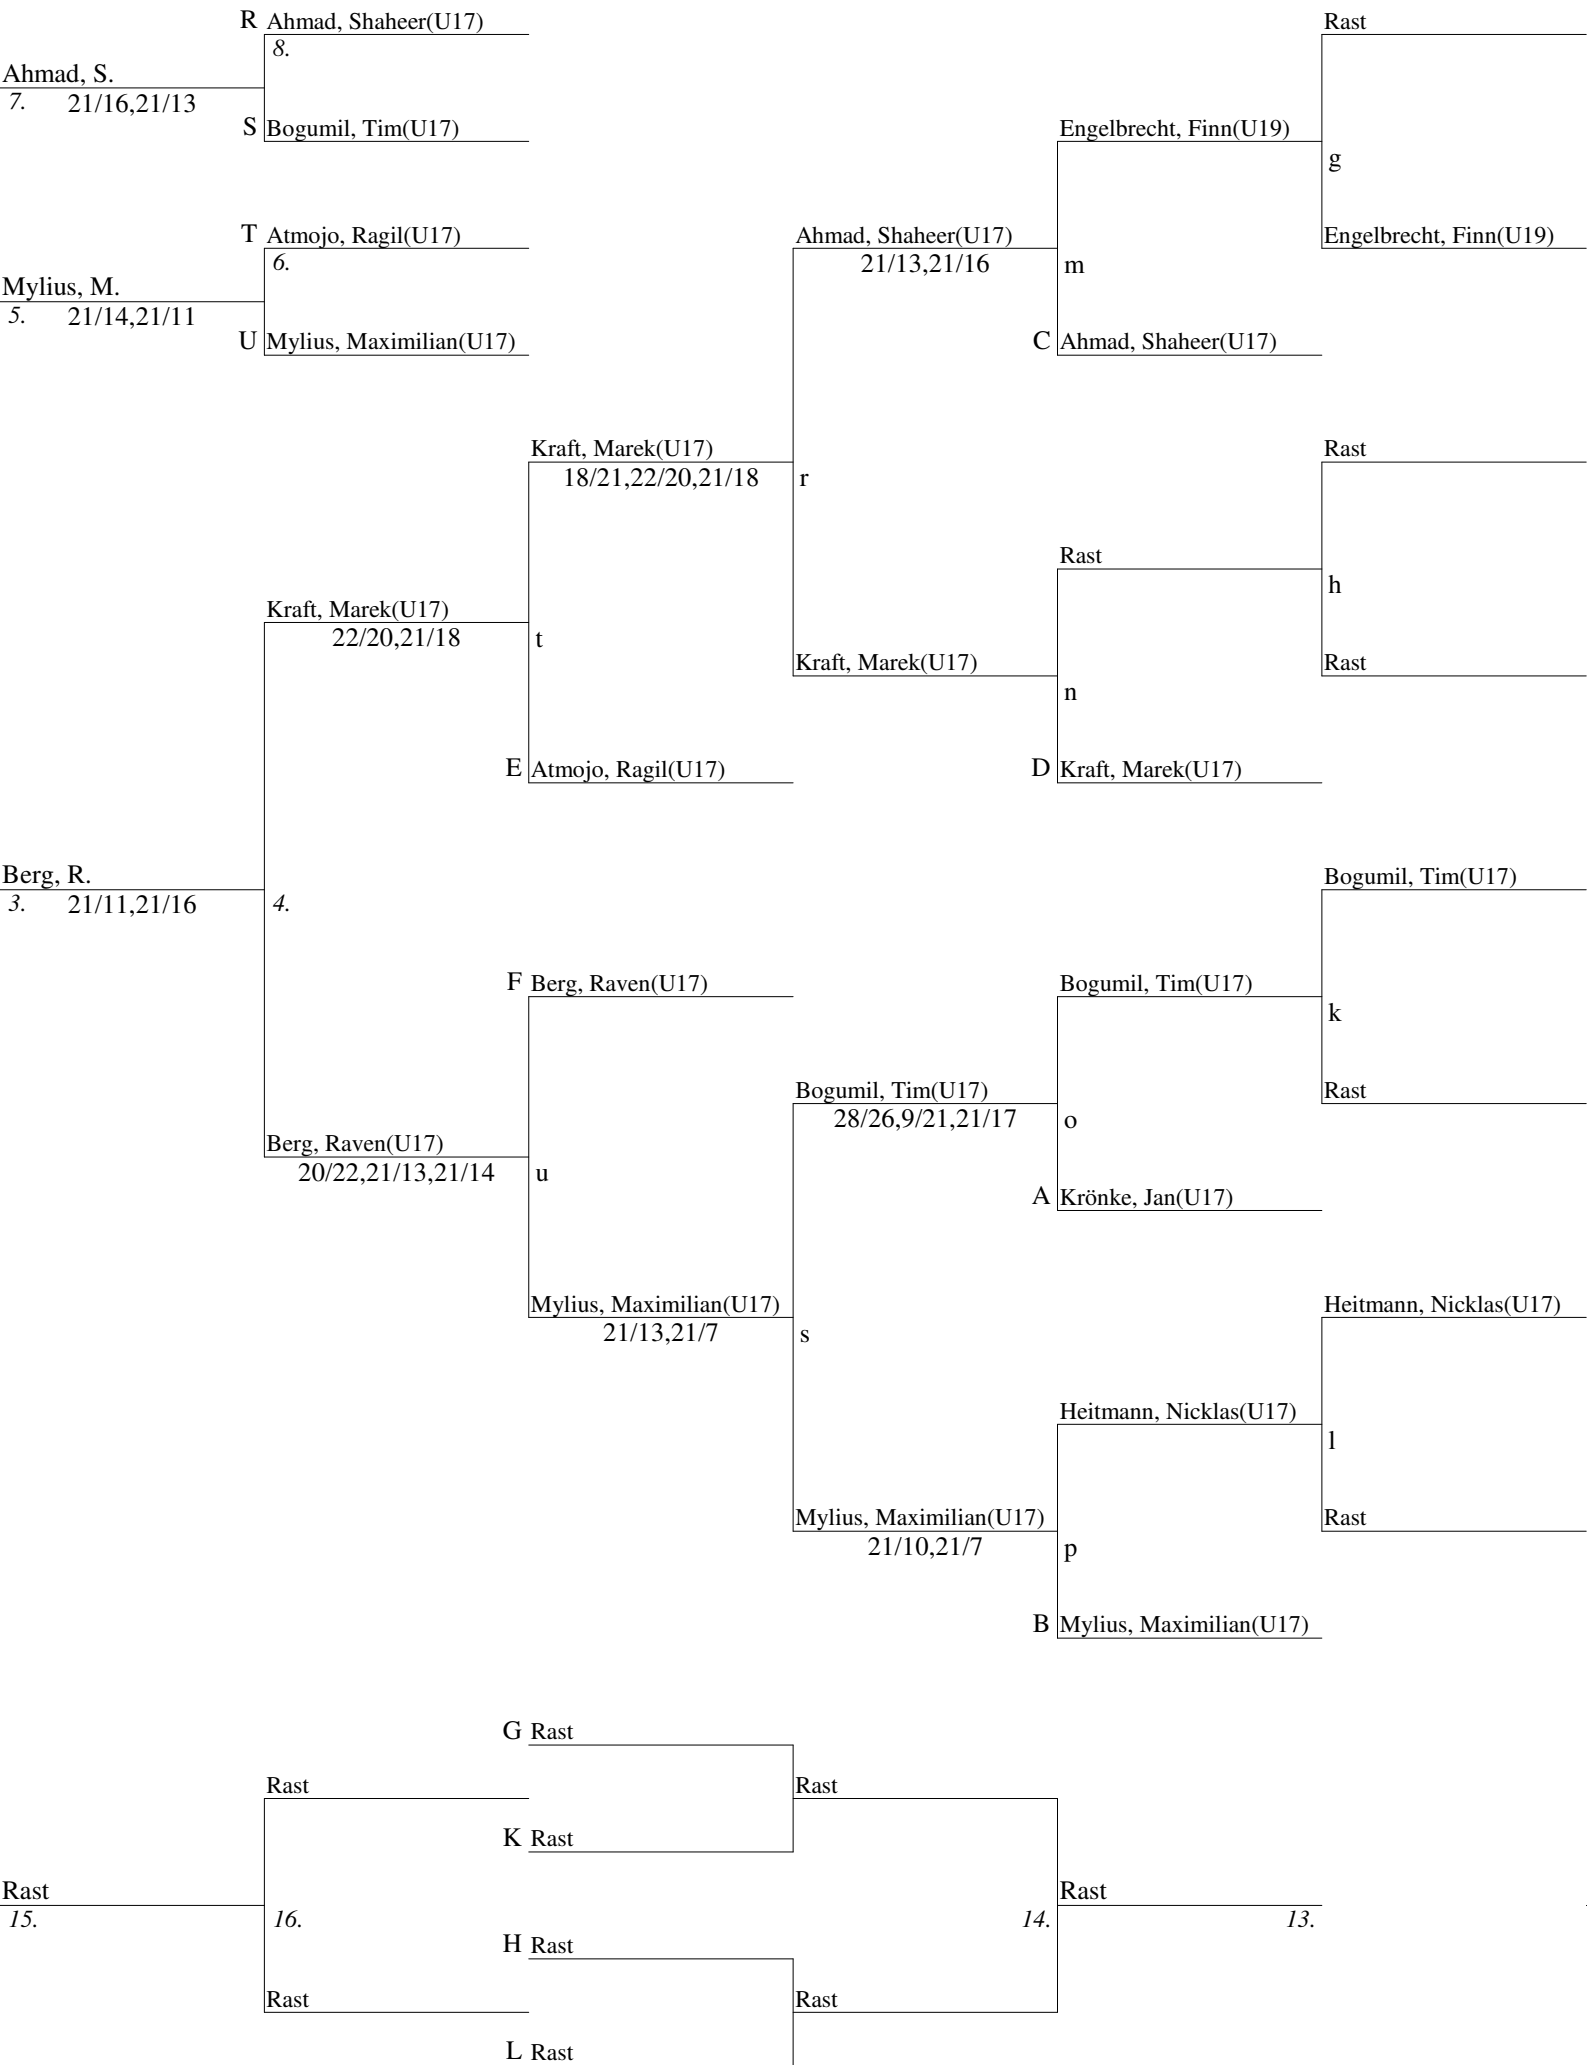 R Ahmad, Shaheer(U17)
Rast
8.
Ahmad, S.
7. 21/16,21/13
S Bogumil, Tim(U17)
Engelbrecht, Finn(U19)
g
T Atmojo, Ragil(U17)
Ahmad, Shaheer(U17)
Engelbrecht, Finn(U19)
6.
21/13,21/16
m
Mylius, M.
5. 21/14,21/11
U Mylius, Maximilian(U17)
C Ahmad, Shaheer(U17)
Kraft, Marek(U17)
Rast
18/21,22/20,21/18
r
Rast
h
Kraft, Marek(U17)
22/20,21/18
t
Kraft, Marek(U17)
Rast
n
E Atmojo, Ragil(U17)
D Kraft, Marek(U17)
Berg, R.
Bogumil, Tim(U17)
3. 21/11,21/16
4.
F Berg, Raven(U17)
Bogumil, Tim(U17)
k
Bogumil, Tim(U17)
Rast
28/26,9/21,21/17
o
Berg, Raven(U17)
20/22,21/13,21/14
u
A Krönke, Jan(U17)
Mylius, Maximilian(U17)
Heitmann, Nicklas(U17)
21/13,21/7
s
Heitmann, Nicklas(U17)
l
Mylius, Maximilian(U17)
Rast
21/10,21/7
p
B Mylius, Maximilian(U17)
G Rast
Rast
Rast
K Rast
Rast
Rast
15.
16.
14.
13.
H Rast
Rast
Rast
L Rast